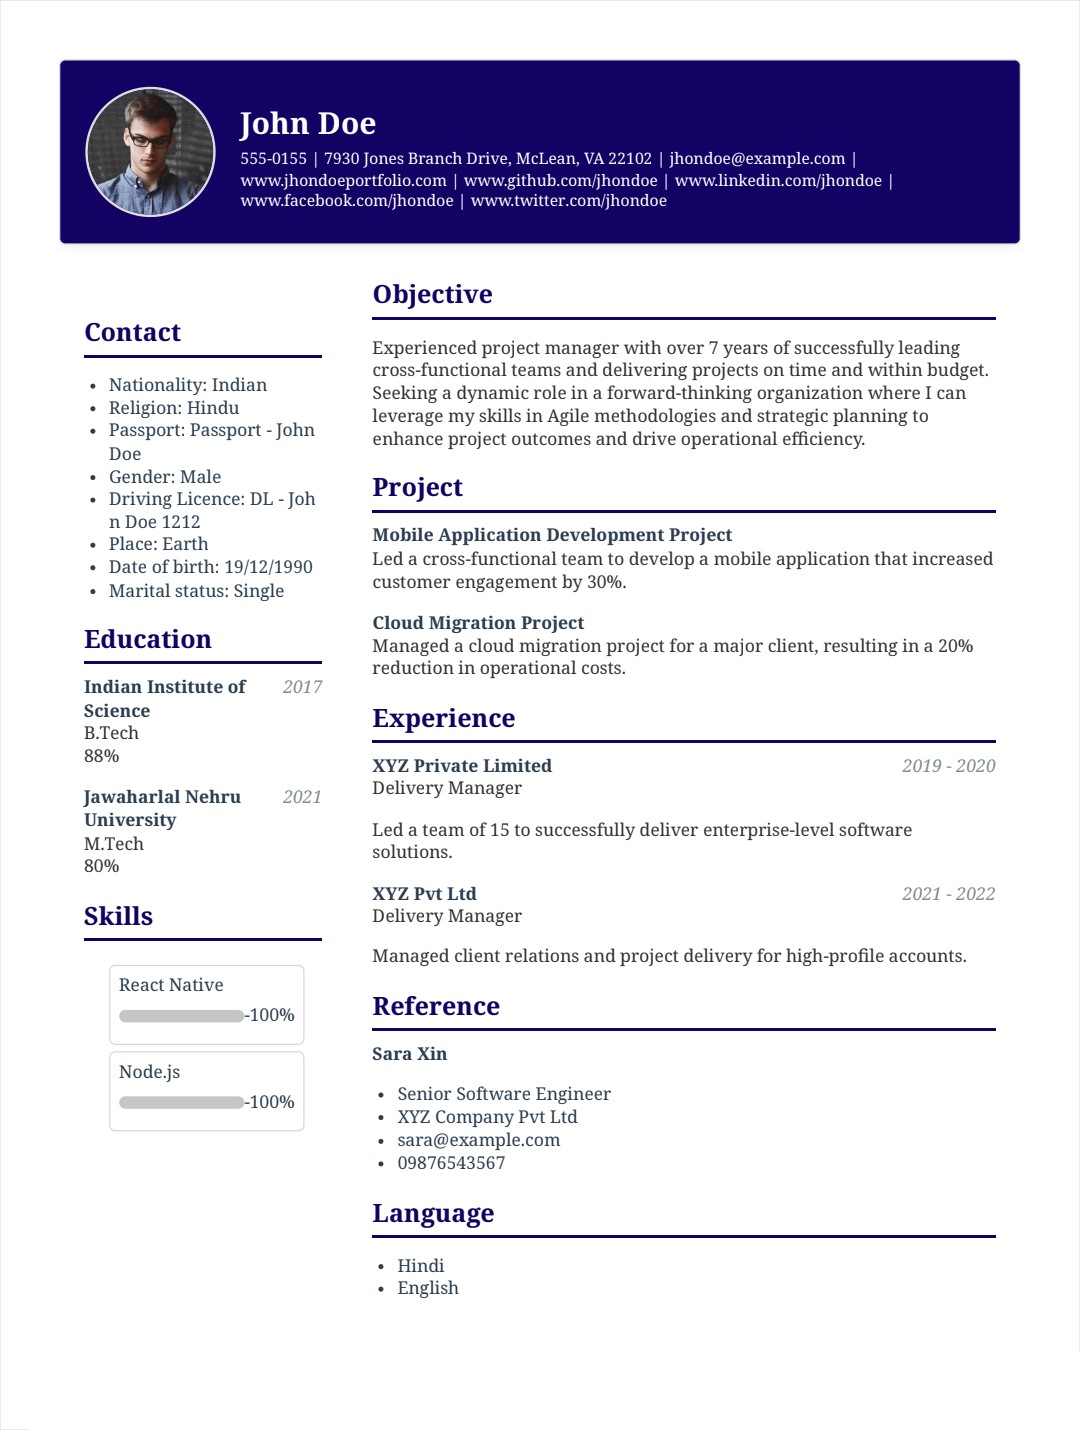 John Doe
555-0155 | 7930 Jones Branch Drive, McLean, VA 22102 | jhondoe@example.com |
www.jhondoeportfolio.com | www.github.com/jhondoe | www.linkedin.com/jhondoe |
www.facebook.com/jhondoe | www.twitter.com/jhondoe
Contact
• Nationality: Indian
• Religion: Hindu
• Passport: Passport - John
Doe
• Gender: Male
• Driving Licence: DL - Joh
n Doe 1212
• Place: Earth
• Date of birth: 19/12/1990
• Marital status: Single
Education
Indian Institute of 2017
Science
B.Tech
88%
Jawaharlal Nehru 2021
University
M.Tech
80%
Skills
React Native
-100%
Node.js
-100%
Objective
Experienced project manager with over 7 years of successfully leading
cross-functional teams and delivering projects on time and within budget.
Seeking a dynamic role in a forward-thinking organization where I can
leverage my skills in Agile methodologies and strategic planning to
enhance project outcomes and drive operational efficiency.
Project
Mobile Application Development Project
Led a cross-functional team to develop a mobile application that increased
customer engagement by 30%.
Cloud Migration Project
Managed a cloud migration project for a major client, resulting in a 20%
reduction in operational costs.
Experience
XYZ Private Limited 2019 - 2020
Delivery Manager
Led a team of 15 to successfully deliver enterprise-level software
solutions.
XYZ Pvt Ltd 2021 - 2022
Delivery Manager
Managed client relations and project delivery for high-profile accounts.
Reference
Sara Xin
• Senior Software Engineer
• XYZ Company Pvt Ltd
• sara@example.com
• 09876543567
Language
• Hindi
• English